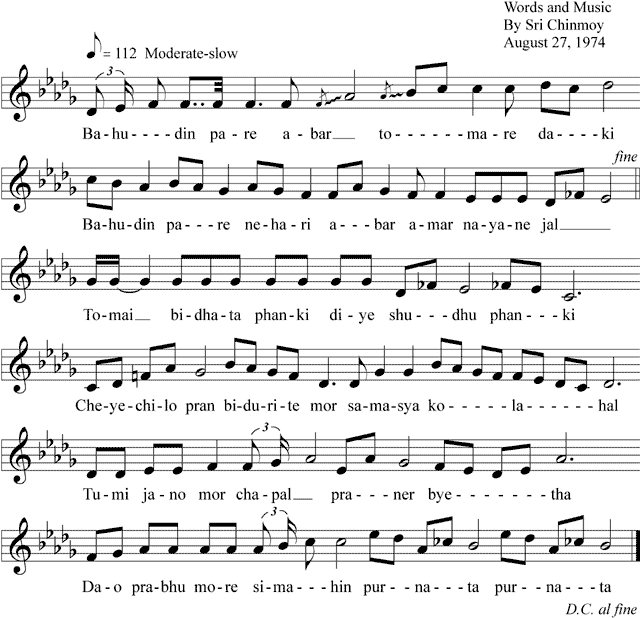 Words and Music
By Sri Chinmoy
August 27, 1974
= 112 Moderate-slow
3
Ba-hu----din pa-re a-bar__ to------ma-re da--ki
fine
Ba-hu-din pa---re ne-ha-ri a---bar a-mar na-ya-ne jal____
To-mai__ bi-dha-ta phan-ki di-ye shu--dhu phan--ki
Che-ye-chi-lo pran bi-du-ri-te mor sa-ma-sya ko------la----hal
3
Tu-mi ja-no mor cha-pal__ pra---ner bye----tha
3
Da-o pra-bhu mo-re si-ma--hin pur--na--ta pur--na--ta
D.C. al fine